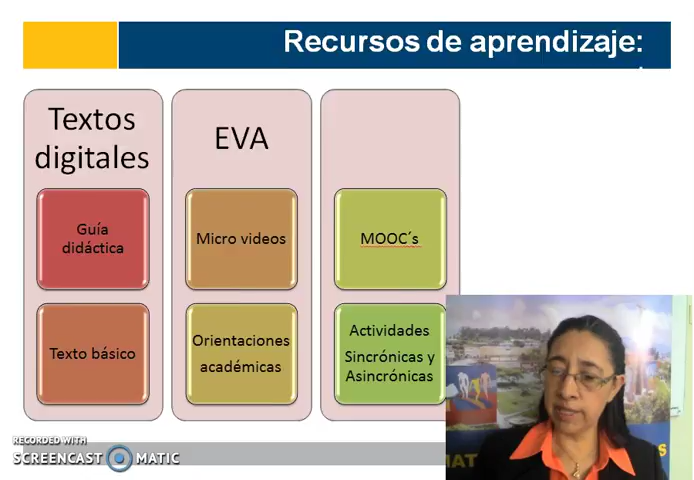 Recursos de aprendizaje:
Textos
digitales
EVA
Guía
didáctica
Micro videos
MOOC´s
Texto básico
Orientaciones
académicas
Actividades
Sincrónicas y
Asincrónicas
RECORDED WITH
SCREENCAST MATIC